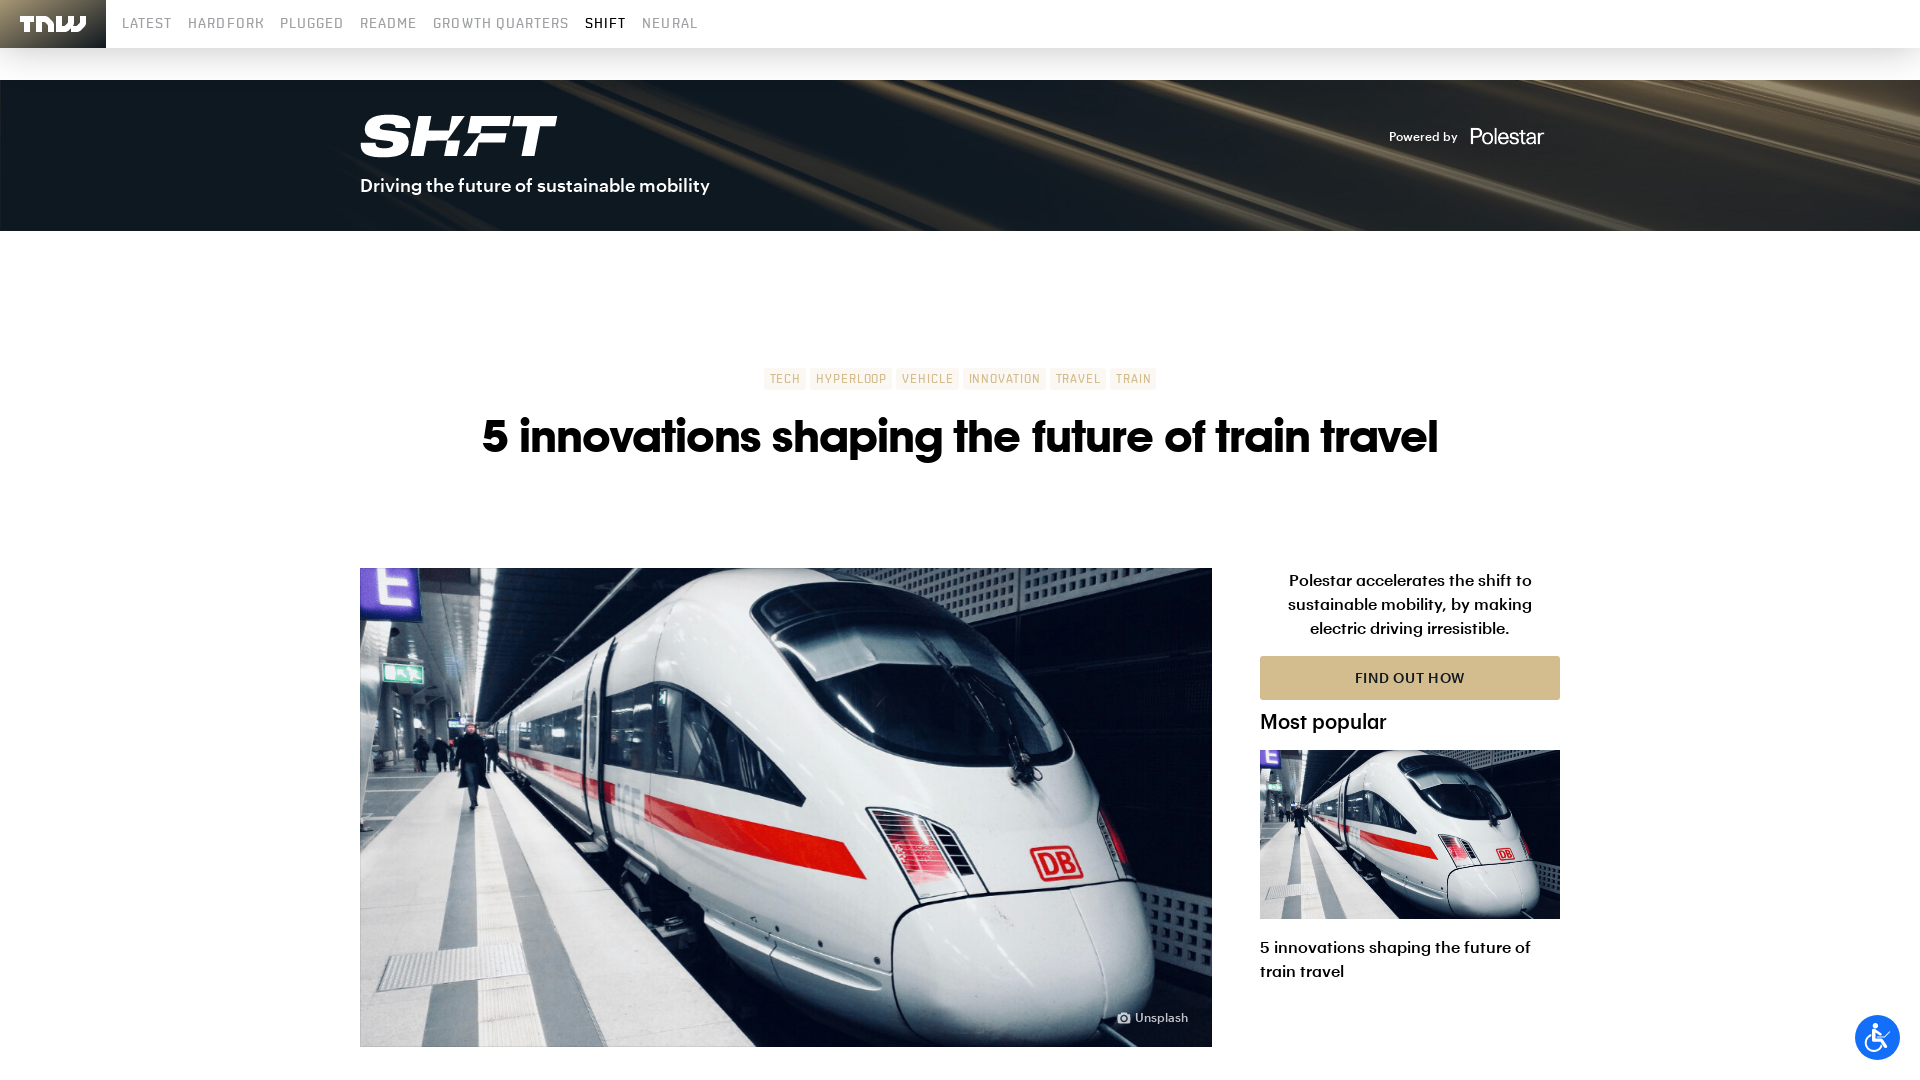 TNW
LATEST
HARDFORK
PLUGGED
README
GROWTH QUARTERS
SHIFT
NEURAL
SHIFT
Driving the future of sustainable mobility
Powered by Polestar
TECH
HYPERLOOP
VEHICLE
INNOVATION
TRAVEL
TRAIN
5 innovations shaping the future of train travel
E
DB
Unsplash
Polestar accelerates the shift to
sustainable mobility, by making
electric driving irresistible.
FIND OUT HOW
Most popular
E
DB
5 innovations shaping the future of
train travel